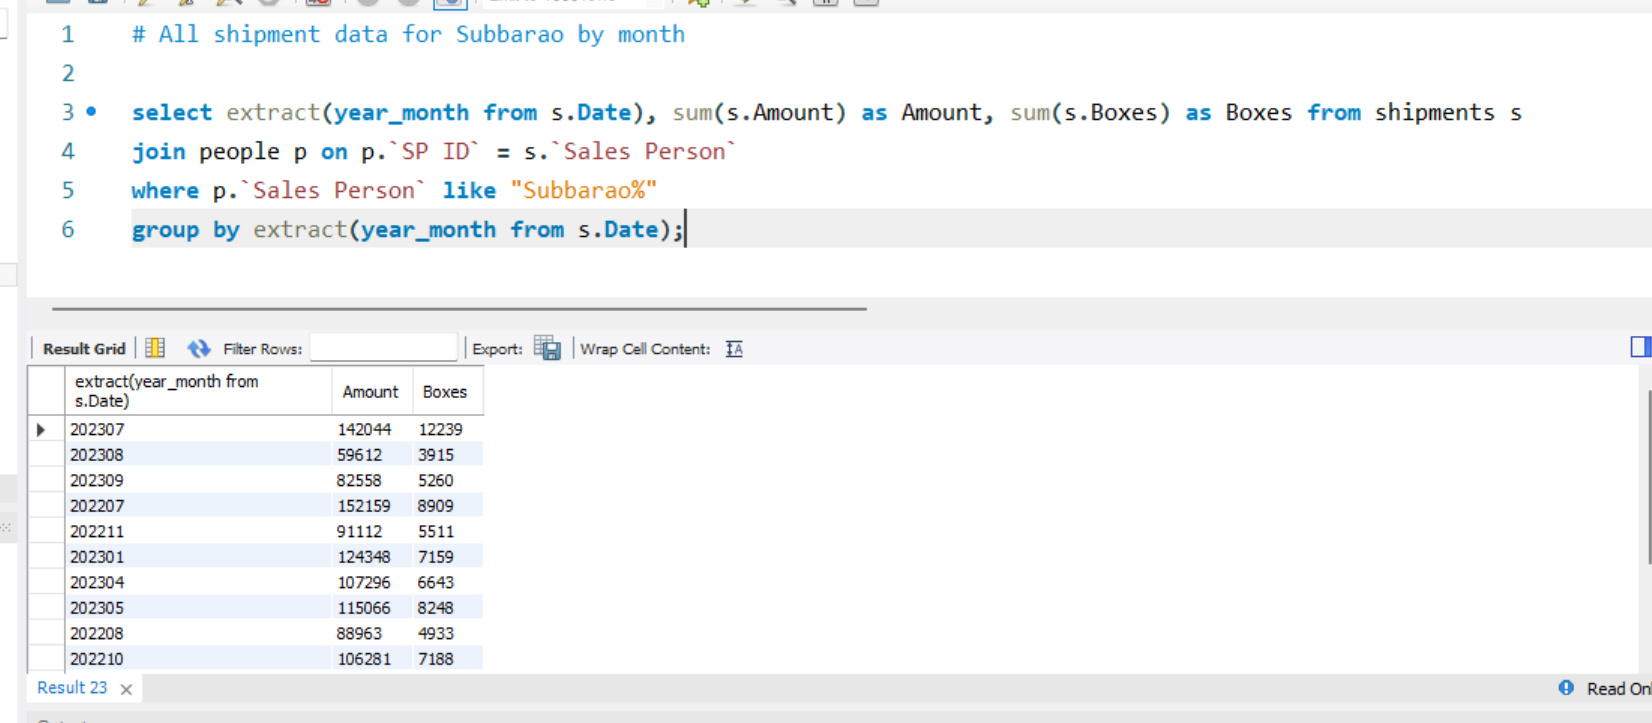 1 # All shipment data for Subbarao by month
2
3 select extract(year_month from s.Date), sum(s.Amount) as Amount, sum(s.Boxes) as Boxes from shipments s
4 join people p on p.`SP ID` = s.`Sales Person`
5 where p.`Sales Person` like "Subbarao%"
6 group by extract(year_month from s.Date);
Result Grid Filter Rows: Export: Wrap Cell Content: IA
extract(year_month from
s.Date) Amount Boxes
202307 142044 12239
202308 59612 3915
202309 82558 5260
202207 152159 8909
202211 91112 5511
202301 124348 7159
202304 107296 6643
202305 115066 8248
202208 88963 4933
202210 106281 7188
Result 23 × Read Onl